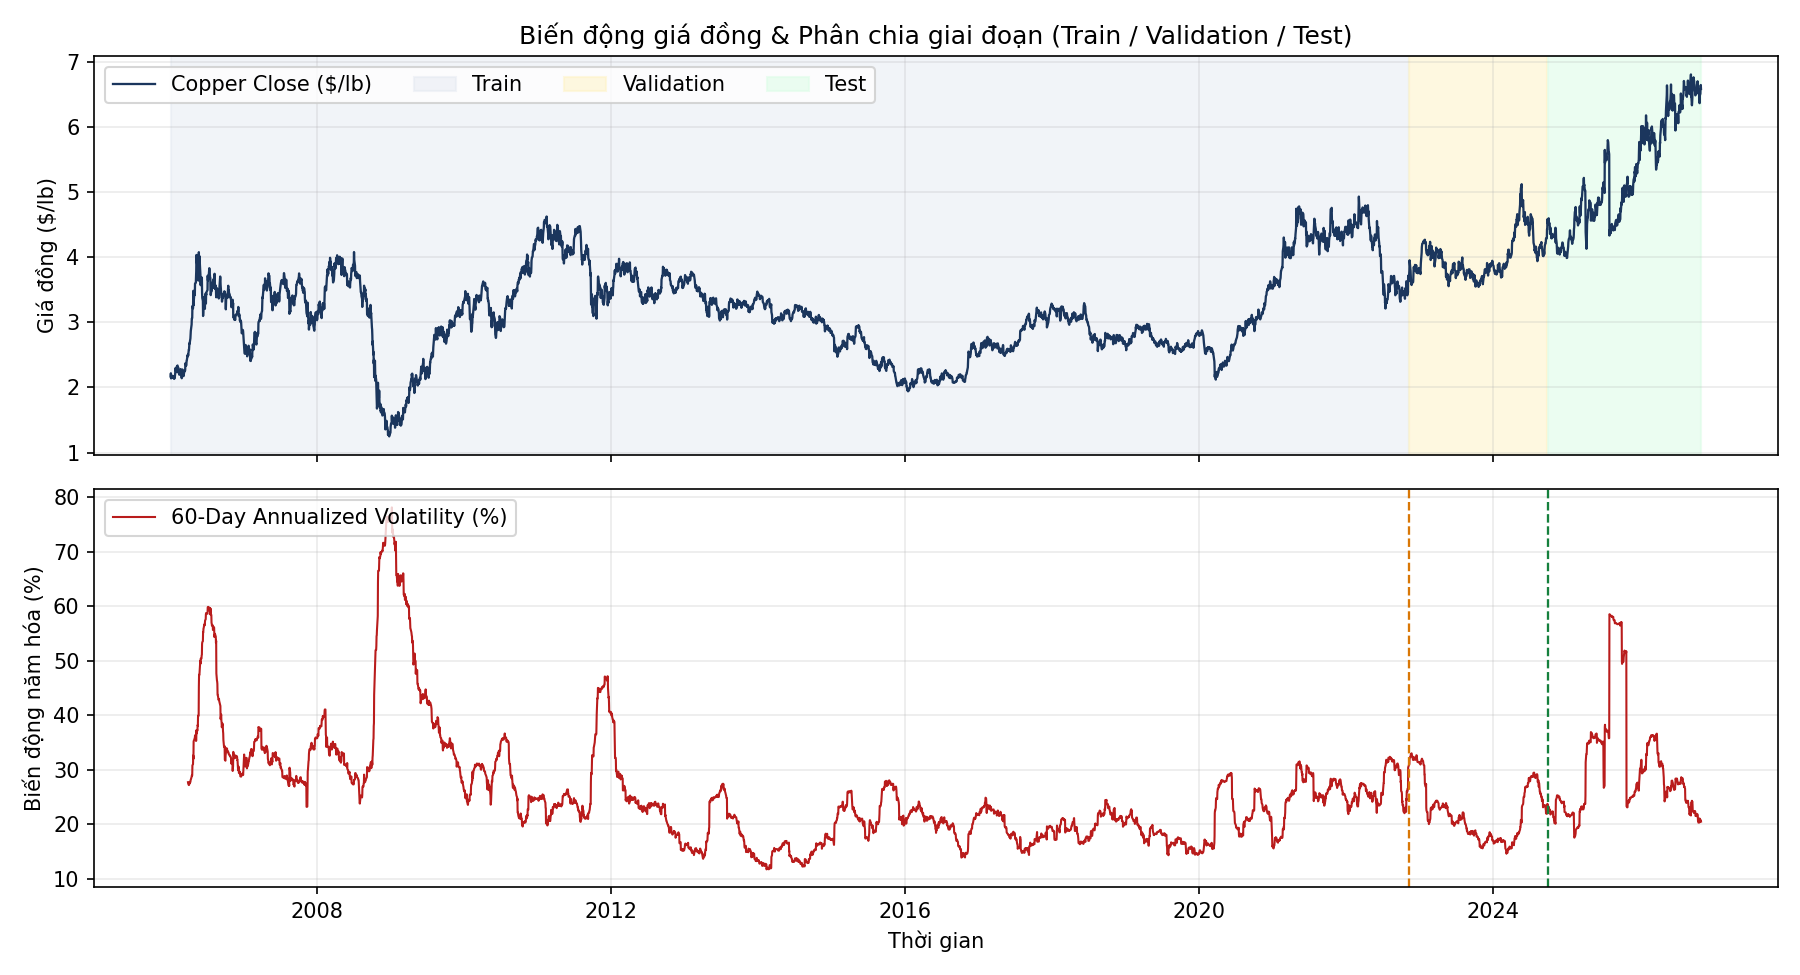 Biến động giá đồng & Phân chia giai đoạn (Train / Validation / Test)
Copper Close ($/lb) Train Validation Test
Giá đồng ($/lb)
7
6
5
4
3
2
1
60-Day Annualized Volatility (%)
Biến động năm hóa (%)
80
70
60
50
40
30
20
10
2008 2012 2016 2020 2024
Thời gian